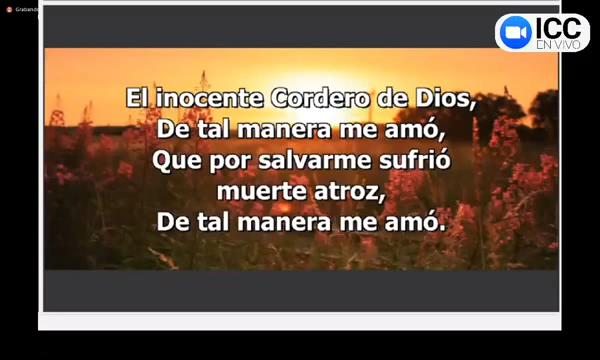 Grabando
ICC
EN VIVO
El inocente Cordero de Dios,
De tal manera me amó,
Que por salvarme sufrió
muerte atroz,
De tal manera me amó.